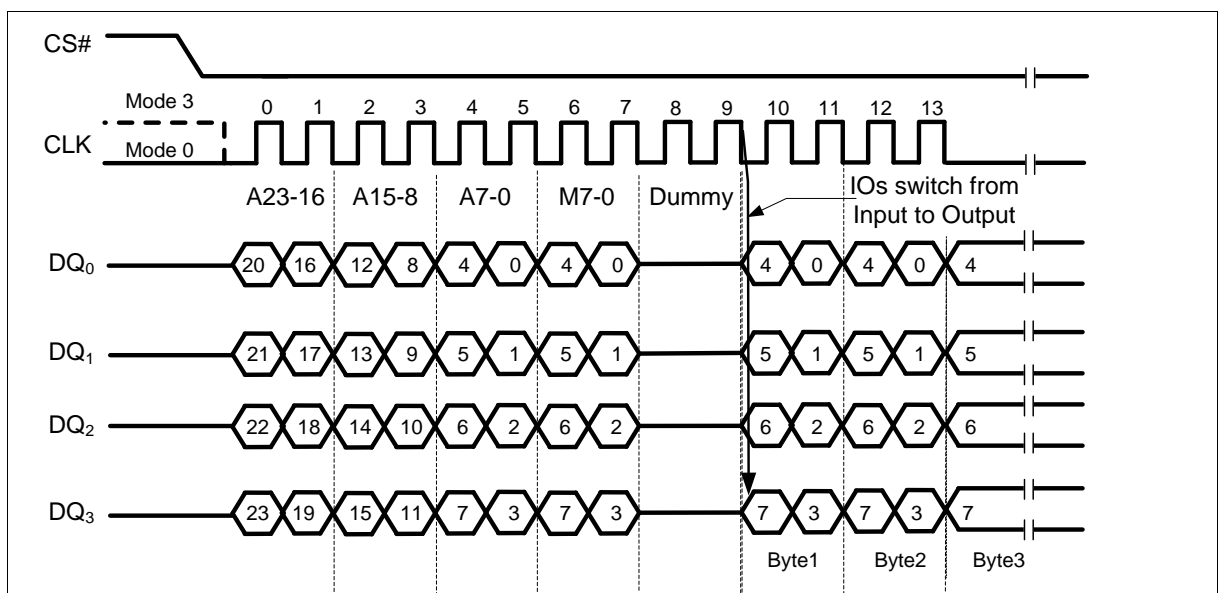 CS#
Mode 3
0 1 2 3 4 5 6 7 8 9 10 11 12 13
CLK
Mode 0
A23-16 A15-8 A7-0 M7-0 Dummy
IOs switch from
Input to Output
DQ0 20 16 12 8 4 0 4 0 4 0 4 0 4
DQ1 21 17 13 9 5 1 5 1 5 1 5 1 5
DQ2 22 18 14 10 6 2 6 2 6 2 6 2 6
DQ3 23 19 15 11 7 3 7 3 7 3 7 3 7
Byte1 Byte2 Byte3